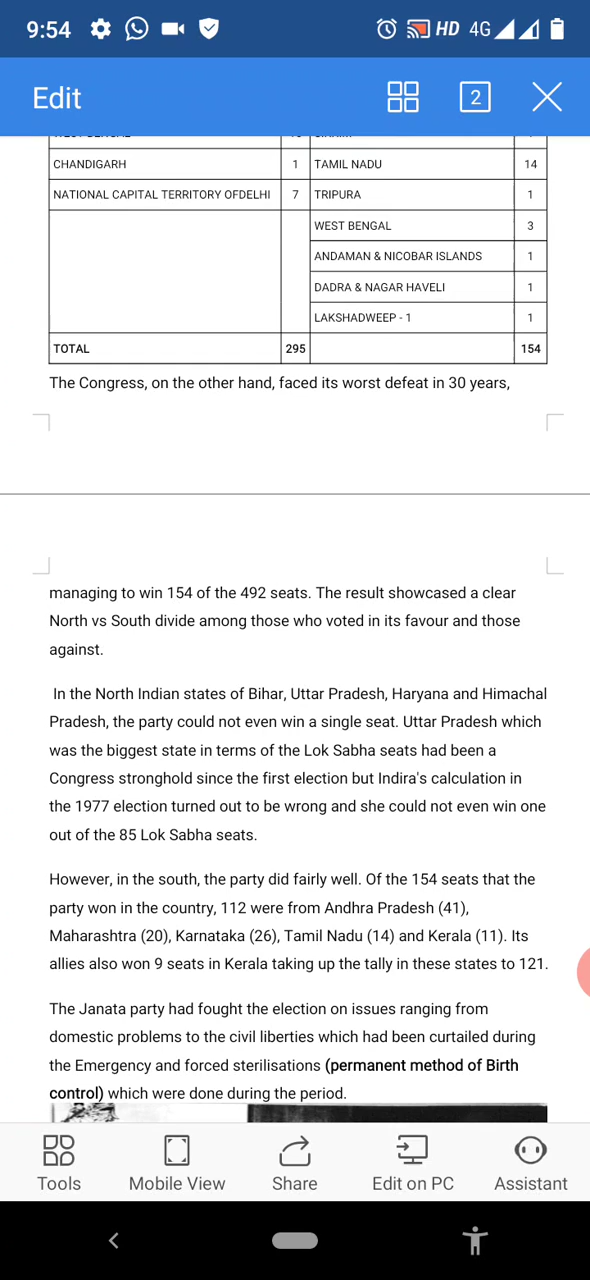 9:54 HD 4G
Edit 2
CHANDIGARH 1 TAMIL NADU 14
NATIONAL CAPITAL TERRITORY OFDELHI 7 TRIPURA 1
WEST BENGAL 3
ANDAMAN & NICOBAR ISLANDS 1
DADRA & NAGAR HAVELI 1
LAKSHADWEEP - 1 1
TOTAL 295 154
The Congress, on the other hand, faced its worst defeat in 30 years,
managing to win 154 of the 492 seats. The result showcased a clear
North vs South divide among those who voted in its favour and those
against.
In the North Indian states of Bihar, Uttar Pradesh, Haryana and Himachal
Pradesh, the party could not even win a single seat. Uttar Pradesh which
was the biggest state in terms of the Lok Sabha seats had been a
Congress stronghold since the first election but Indira's calculation in
the 1977 election turned out to be wrong and she could not even win one
out of the 85 Lok Sabha seats.
However, in the south, the party did fairly well. Of the 154 seats that the
party won in the country, 112 were from Andhra Pradesh (41),
Maharashtra (20), Karnataka (26), Tamil Nadu (14) and Kerala (11). Its
allies also won 9 seats in Kerala taking up the tally in these states to 121.
The Janata party had fought the election on issues ranging from
domestic problems to the civil liberties which had been curtailed during
the Emergency and forced sterilisations (permanent method of Birth
control) which were done during the period.
Tools Mobile View Share Edit on PC Assistant